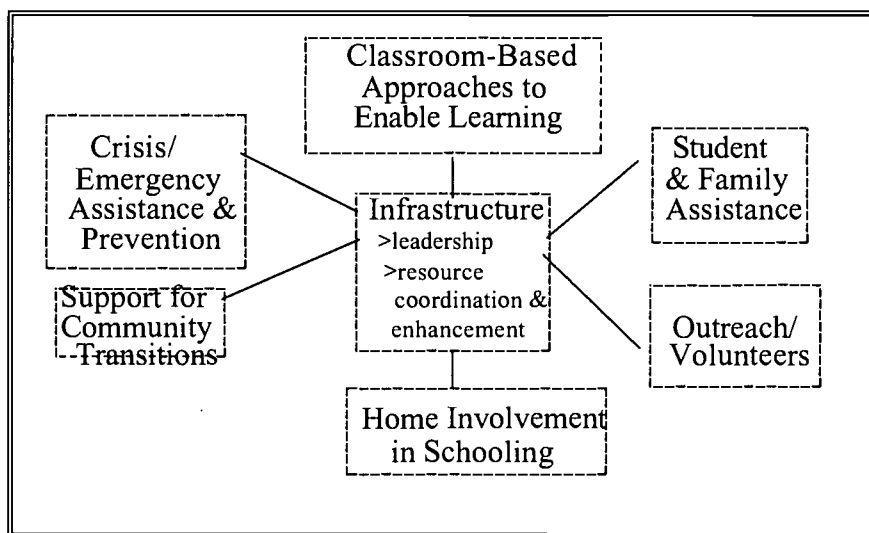 Classroom-Based
Approaches to
Enable Learning
Crisis/
Emergency
Assistance &
Prevention
Student
& Family
Assistance
Infrastructure
>leadership
>resource
coordination &
enhancement
Support for
Community
Transitions
Outreach/
Volunteers
Home Involvement
in Schooling